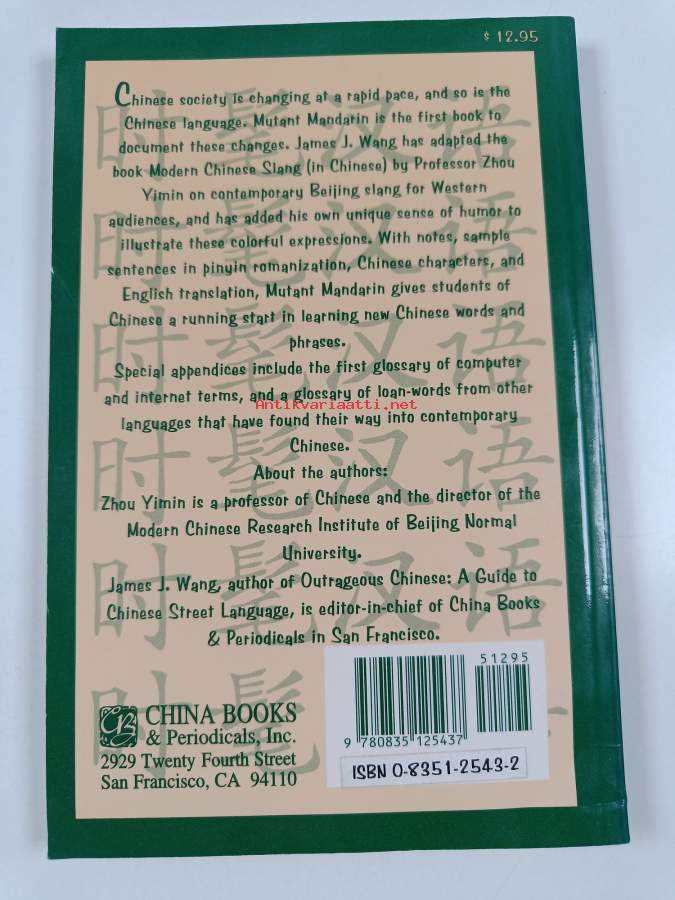 $ 12.95
Chinese society is changing at a rapid pace, and so is the
Chinese language. Mutant Mandarin is the first book to
document these changes. James J. Wang has adapted the
book Modern Chinese Slang (in Chinese) by Professor Zhou
Yimin on contemporary Beijing slang for Western
audiences, and has added his own unique sense of humor to
illustrate these colorful expressions. With notes, sample
sentences in pinyin romanization, Chinese characters, and
English translation, Mutant Mandarin gives students of
Chinese a running start in learning new Chinese words and
phrases.
Special appendices include the first glossary of computer
and internet terms, and a glossary of loan-words from other
Antikvariaatti.net
languages that have found their way into contemporary
Chinese.
About the authors:
Zhou Yimin is a professor of Chinese and the director of the
Modern Chinese Research Institute of Beijing Normal
University.
James J. Wang, author of Outrageous Chinese: A Guide to
Chinese Street Language, is editor-in-chief of China Books
& Periodicals in San Francisco.
时髦汉语
时髦汉语
时髦汉语
时髦汉语
时髦汉语
时髦
CHINA BOOKS
& Periodicals, Inc.
2929 Twenty Fourth Street
San Francisco, CA 94110
51295
9 780835 125437
ISBN 0-8351-2543-2